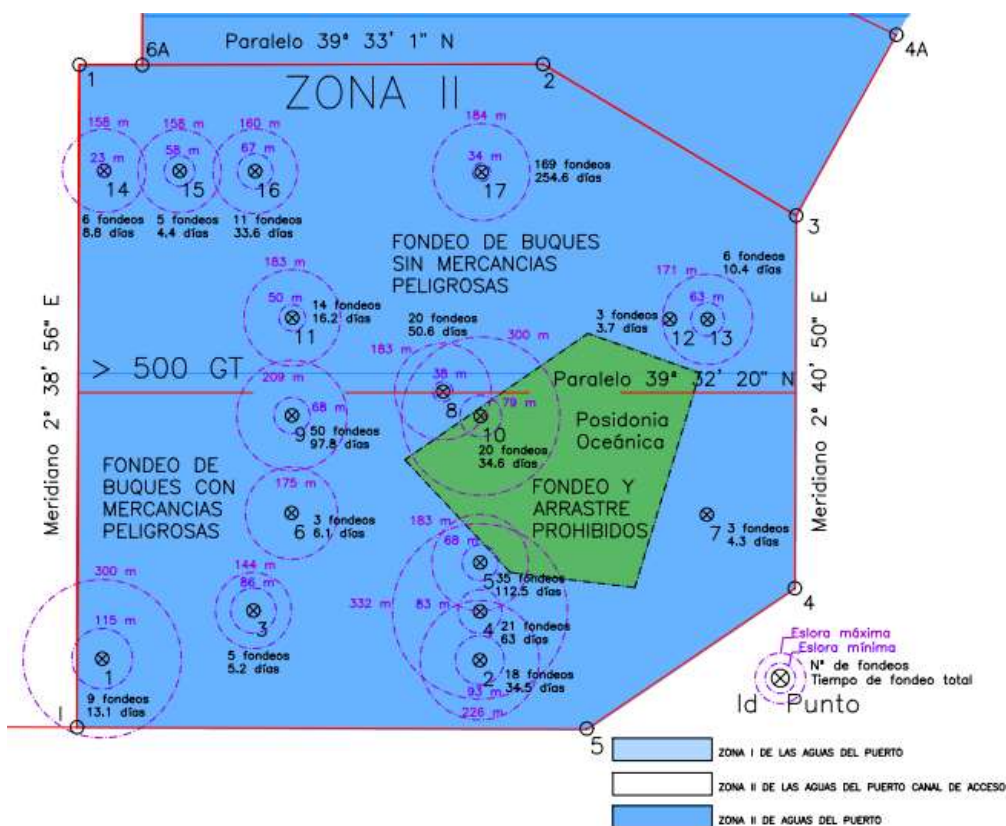 Paralelo 39º 33' 1" N
6A
4A
1
2
ZONA II
158 m
158 m
160 m
184 m
23 m
58 m
67 m
34 m
169 fondeos
254.6 días
14
15
16
17
6 fondeos
8.8 días
5 fondeos
4.4 días
11 fondeos
33.6 días
3
FONDEO DE BUQUES
SIN MERCANCIAS
PELIGROSAS
6 fondeos
10.4 días
183 m
171 m
50 m
14 fondeos
16.2 días
11
20 fondeos
50.6 días
300 m
3 fondeos
3.7 días
63 m
12
13
Meridiano 2º 38' 56" E
Meridiano 2º 40' 50" E
> 500 GT
183 m
38 m
8
Paralelo 39º 32' 20" N
209 m
68 m
9
50 fondeos
97.8 días
79 m
10
20 fondeos
34.6 días
Posidonia
Oceánica
FONDEO DE
BUQUES CON
MERCANCIAS
PELIGROSAS
FONDEO Y
ARRASTRE
PROHIBIDOS
175 m
6
3 fondeos
6.1 días
7
3 fondeos
4.3 días
183 m
68 m
5
35 fondeos
112.5 días
300 m
144 m
86 m
3
5 fondeos
5.2 días
332 m
83 m
4
21 fondeos
63 días
4
115 m
1
9 fondeos
13.1 días
2
18 fondeos
34.5 días
93 m
226 m
5
Eslora máxima
Eslora mínima
Nº de fondeos
Tiempo de fondeo total
Id Punto
ZONA I DE LAS AGUAS DEL PUERTO
ZONA II DE LAS AGUAS DEL PUERTO CANAL DE ACCESO
ZONA II DE AGUAS DEL PUERTO